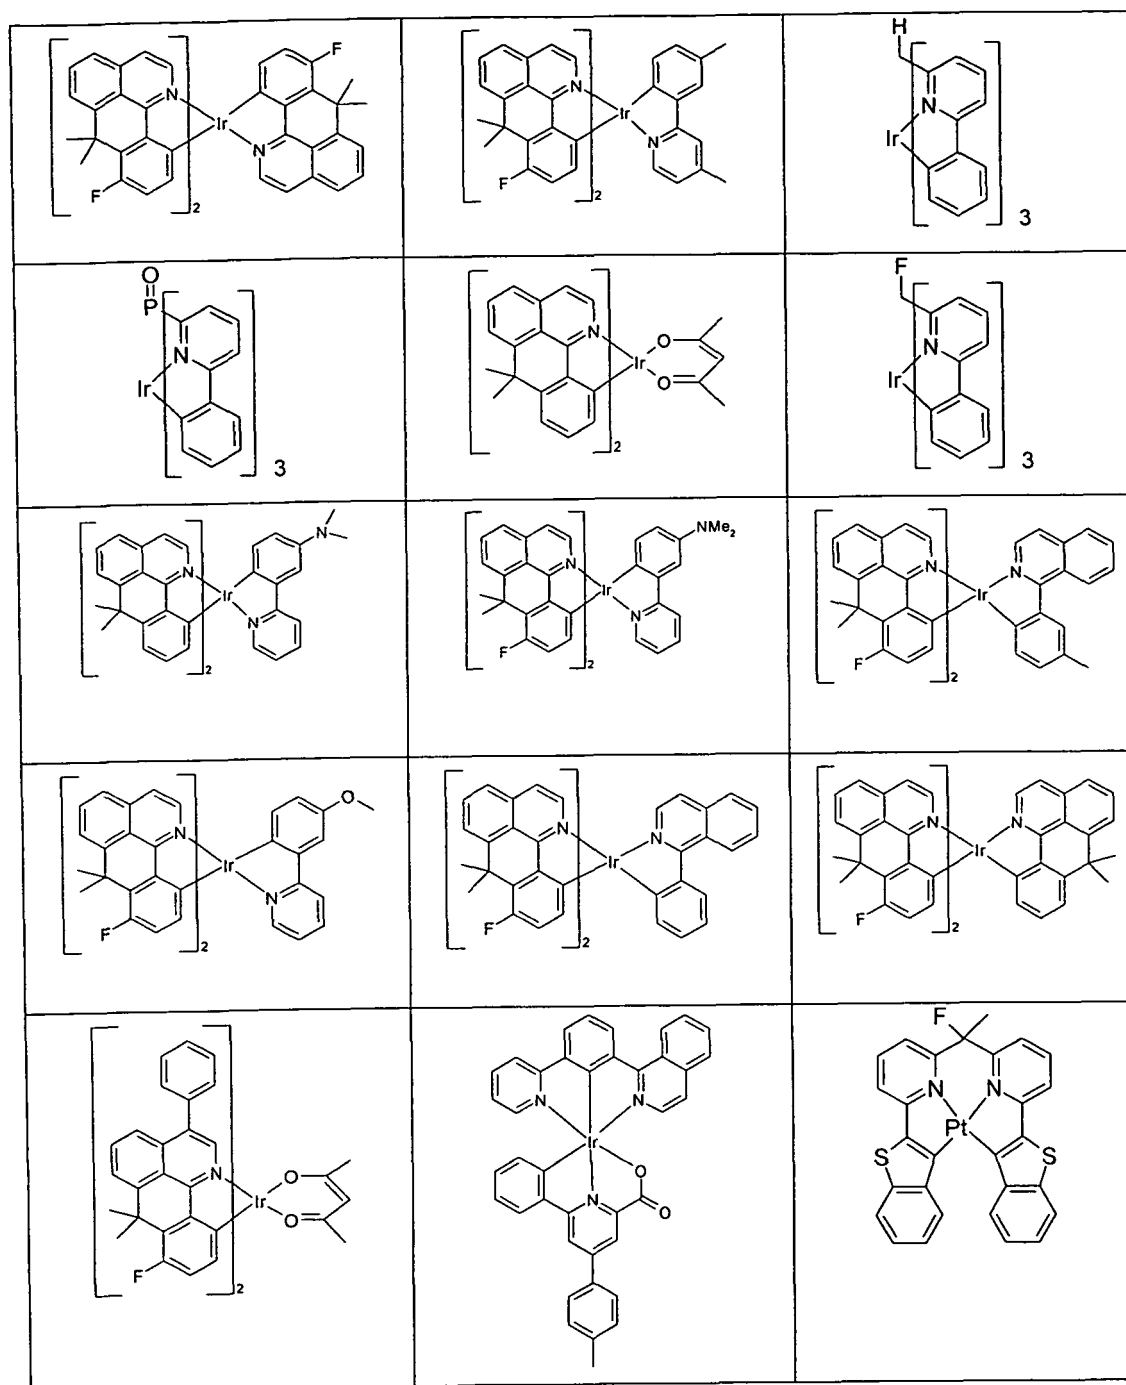 N Ir N F F 2
N Ir N F 2
H N Ir 3
O P N Ir 3
N Ir O O 2
F N Ir 3
N Ir N N 2
N Ir N NMe₂ F 2
N Ir N F 2
N Ir N O F 2
N Ir N F 2
N Ir N F 2
N Ir O O F 2
N N Ir O N O
F N N Pt S S